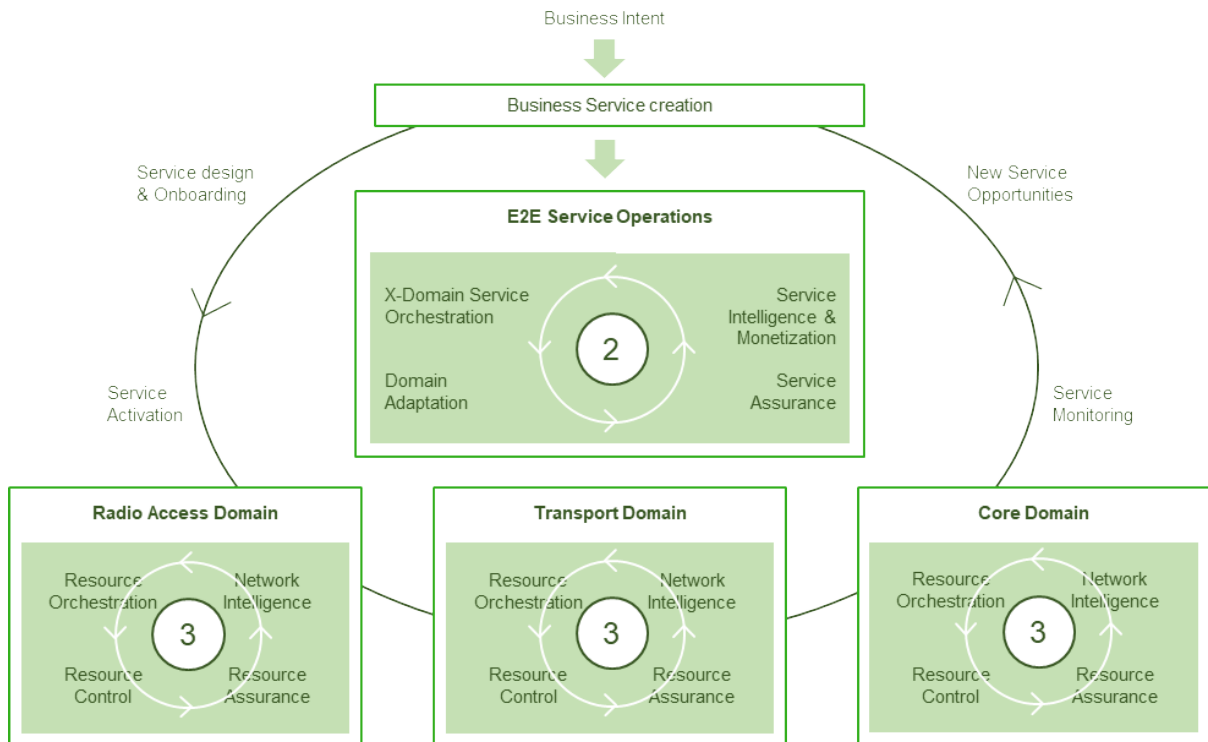 Business Intent
Business Service creation
Service design
& Onboarding
New Service
Opportunities
E2E Service Operations
X-Domain Service
Orchestration
Service
Intelligence &
Monetization
2
Domain
Adaptation
Service
Assurance
Service
Activation
Service
Monitoring
Radio Access Domain
Resource
Orchestration
Network
Intelligence
3
Resource
Control
Resource
Assurance
Transport Domain
Resource
Orchestration
Network
Intelligence
3
Resource
Control
Resource
Assurance
Core Domain
Resource
Orchestration
Network
Intelligence
3
Resource
Control
Resource
Assurance